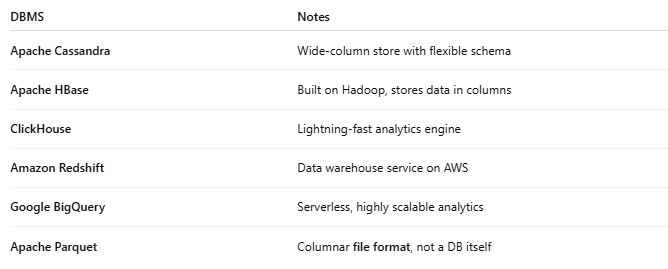 DBMS Notes
Apache Cassandra Wide-column store with flexible schema
Apache HBase Built on Hadoop, stores data in columns
ClickHouse Lightning-fast analytics engine
Amazon Redshift Data warehouse service on AWS
Google BigQuery Serverless, highly scalable analytics
Apache Parquet Columnar file format, not a DB itself